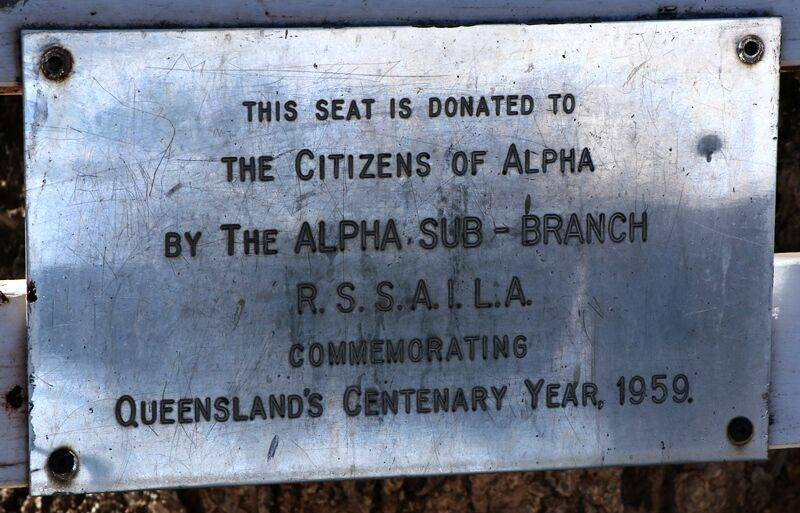 THIS SEAT IS DONATED TO
THE CITIZENS OF ALPHA
BY THE ALPHA SUB-BRANCH
R.S.S.A.I.L.A.
COMMEMORATING
QUEENSLAND'S CENTENARY YEAR, 1959.